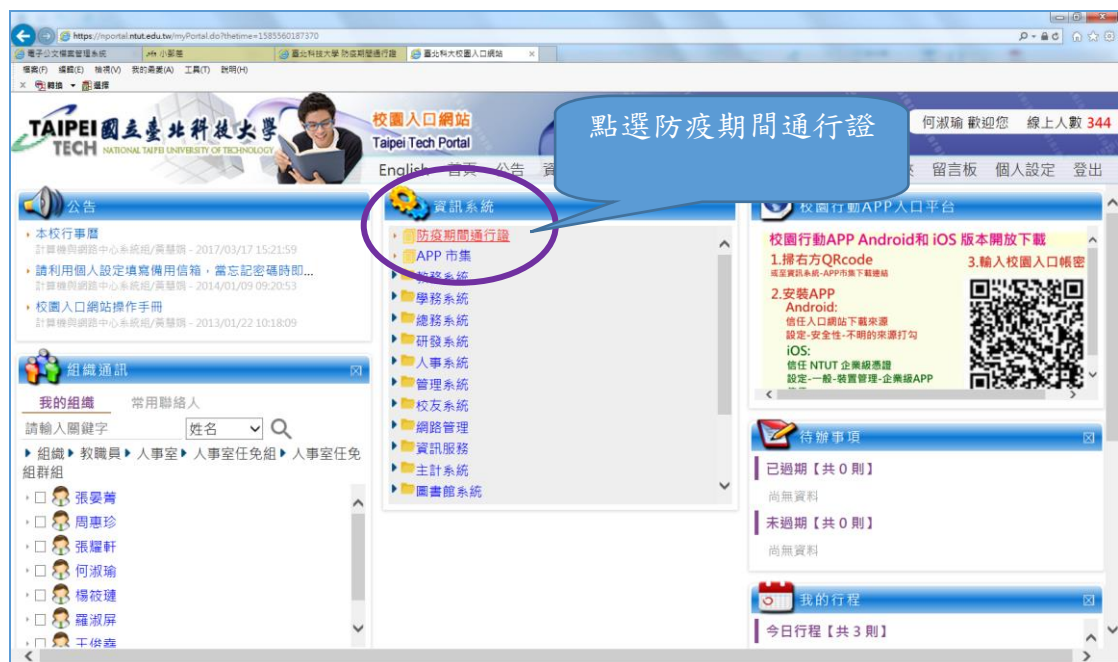 https://nportal.ntut.edu.tw/myPortal.do?thetime=1585560187370
電子公文檔案管理系統
小郵差
臺北科技大學 防疫期間通行證
臺北科大校園入口網站
檔案(F) 編輯(E) 檢視(V) 我的最愛(A) 工具(T) 說明(H)
轉換 選擇
TAIPEI TECH
國立臺北科技大學
NATIONAL TAIPEI UNIVERSITY OF TECHNOLOGY
校園入口網站
Taipei Tech Portal
點選防疫期間通行證
何淑瑜 歡迎您 線上人數 344
English 首頁 公告 留言板 個人設定 登出
公告
本校行事曆
計算機與網路中心系統組/黃慧娟 - 2017/03/17 15:21:59
請利用個人設定填寫備用信箱，當忘記密碼時即...
計算機與網路中心系統組/黃慧娟 - 2014/01/09 09:20:53
校園入口網站操作手冊
計算機與網路中心系統組/黃慧娟 - 2013/01/22 10:18:09
組織通訊
我的組織 常用聯絡人
請輸入關鍵字 姓名
組織 教職員 人事室 人事室任免組 人事室任免
組群組
張晏菁
周惠珍
張耀軒
何淑瑜
楊筱璉
羅淑屏
資訊系統
防疫期間通行證
APP 市集
教務系統
學務系統
總務系統
研發系統
人事系統
管理系統
校友系統
網路管理
資訊服務
主計系統
圖書館系統
校園行動APP入口平台
校園行動APP Android和 iOS 版本開放下載
1.掃右方QRcode
或至資訊系統-APP市集下載連結
3.輸入校園入口帳密
2.安裝APP
Android:
信任入口網站下載來源
設定-安全性-不明的來源打勾
iOS:
信任 NTUT 企業級憑證
設定-一般-裝置管理-企業級APP
待辦事項
已過期【共 0 則】
尚無資料
未過期【共 0 則】
尚無資料
我的行程
今日行程【共 3 則】